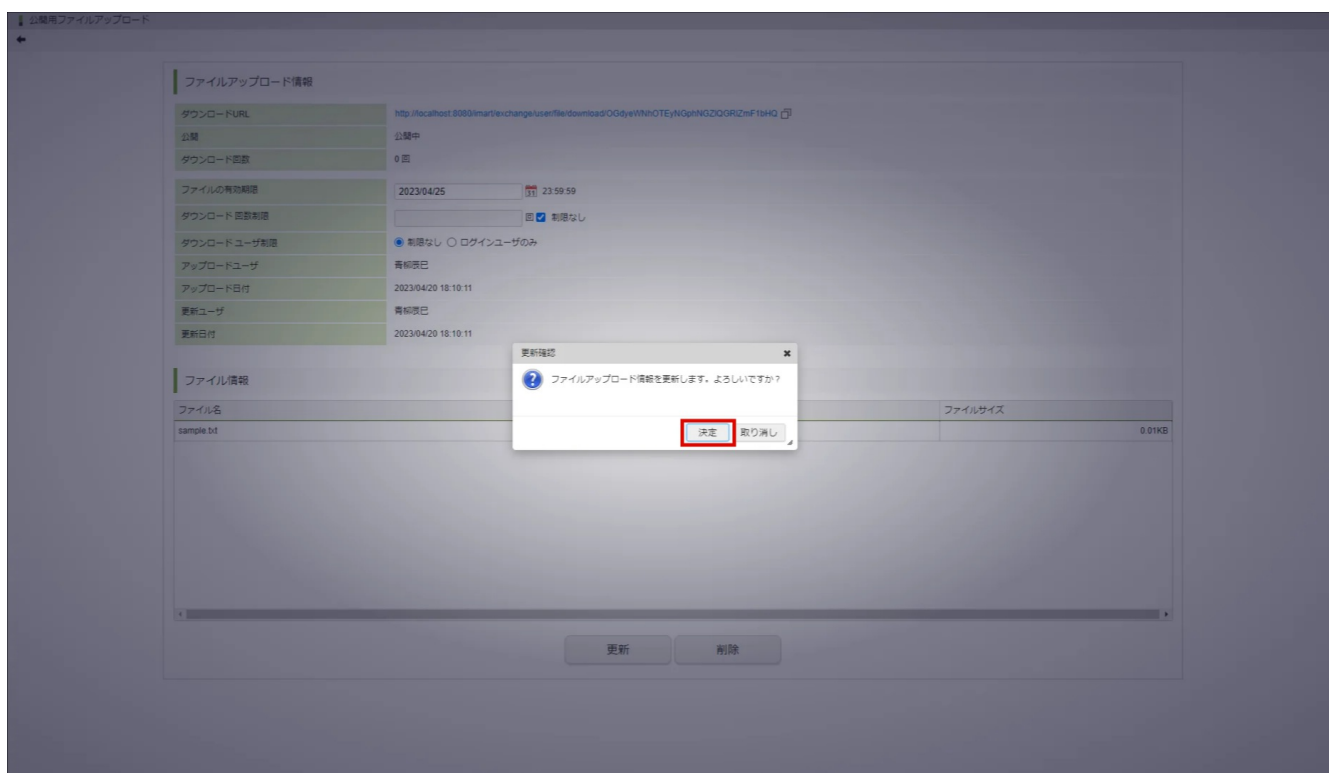 公開用ファイルアップロード
ファイルアップロード情報
ダウンロードURL
公開 公開中
ダウンロード回数 0 回
ファイルの有効期限 2023/04/25 31 23:59:59
ダウンロード回数制限 回 制限なし
ダウンロードユーザ制限 制限なし ログインユーザのみ
アップロードユーザ 青柳辰巳
アップロード日付 2023/04/20 18:10:11
更新ユーザ 青柳辰巳
更新日付 2023/04/20 18:10:11
更新確認
ファイルアップロード情報を更新します。よろしいですか?
決定 取り消し
ファイル情報
ファイル名 ファイルサイズ
sample.txt 0.01KB
更新 削除